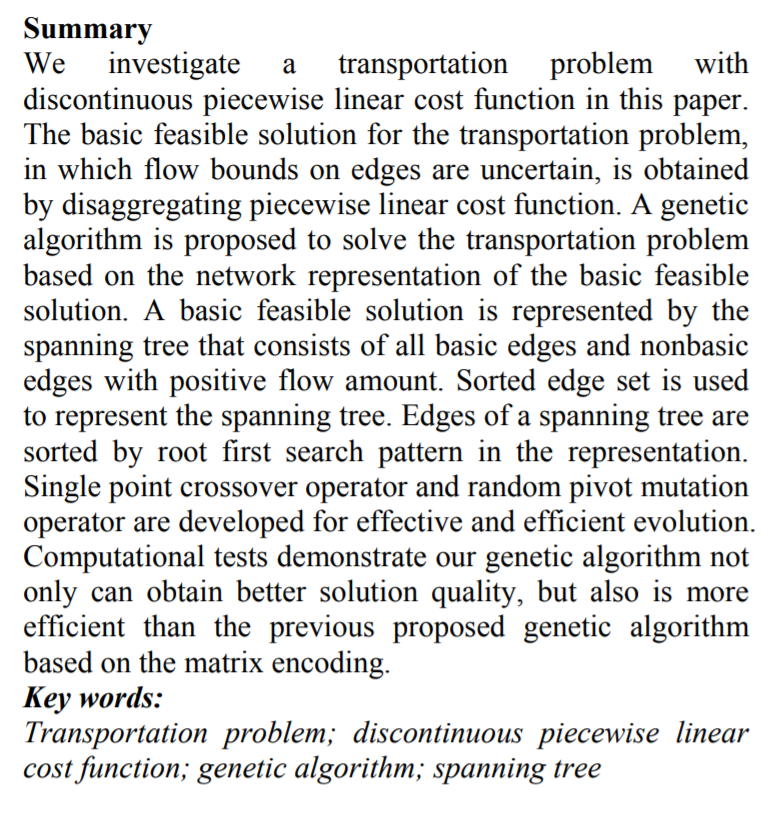 Summary
We investigate a transportation problem with
discontinuous piecewise linear cost function in this paper.
The basic feasible solution for the transportation problem,
in which flow bounds on edges are uncertain, is obtained
by disaggregating piecewise linear cost function. A genetic
algorithm is proposed to solve the transportation problem
based on the network representation of the basic feasible
solution. A basic feasible solution is represented by the
spanning tree that consists of all basic edges and nonbasic
edges with positive flow amount. Sorted edge set is used
to represent the spanning tree. Edges of a spanning tree are
sorted by root first search pattern in the representation.
Single point crossover operator and random pivot mutation
operator are developed for effective and efficient evolution.
Computational tests demonstrate our genetic algorithm not
only can obtain better solution quality, but also is more
efficient than the previous proposed genetic algorithm
based on the matrix encoding.
Key words:
Transportation problem; discontinuous piecewise linear
cost function; genetic algorithm; spanning tree